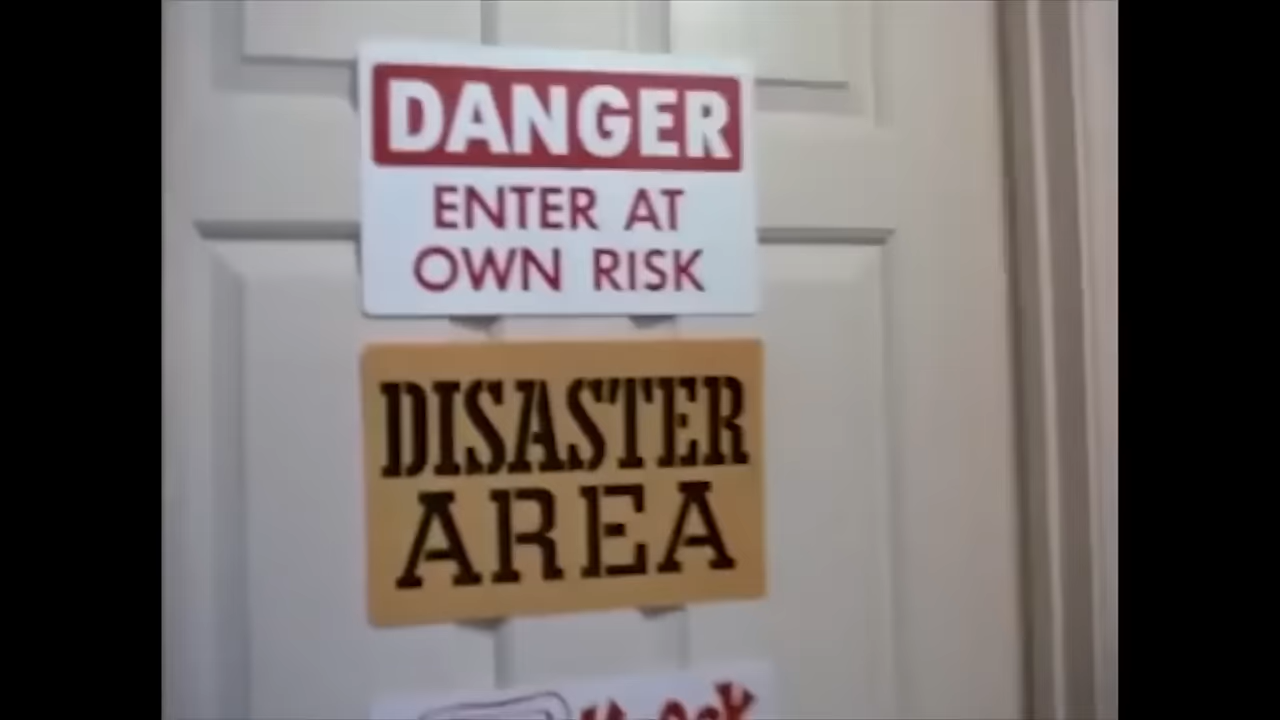 DANGER
ENTER AT
OWN RISK
DISASTER
AREA